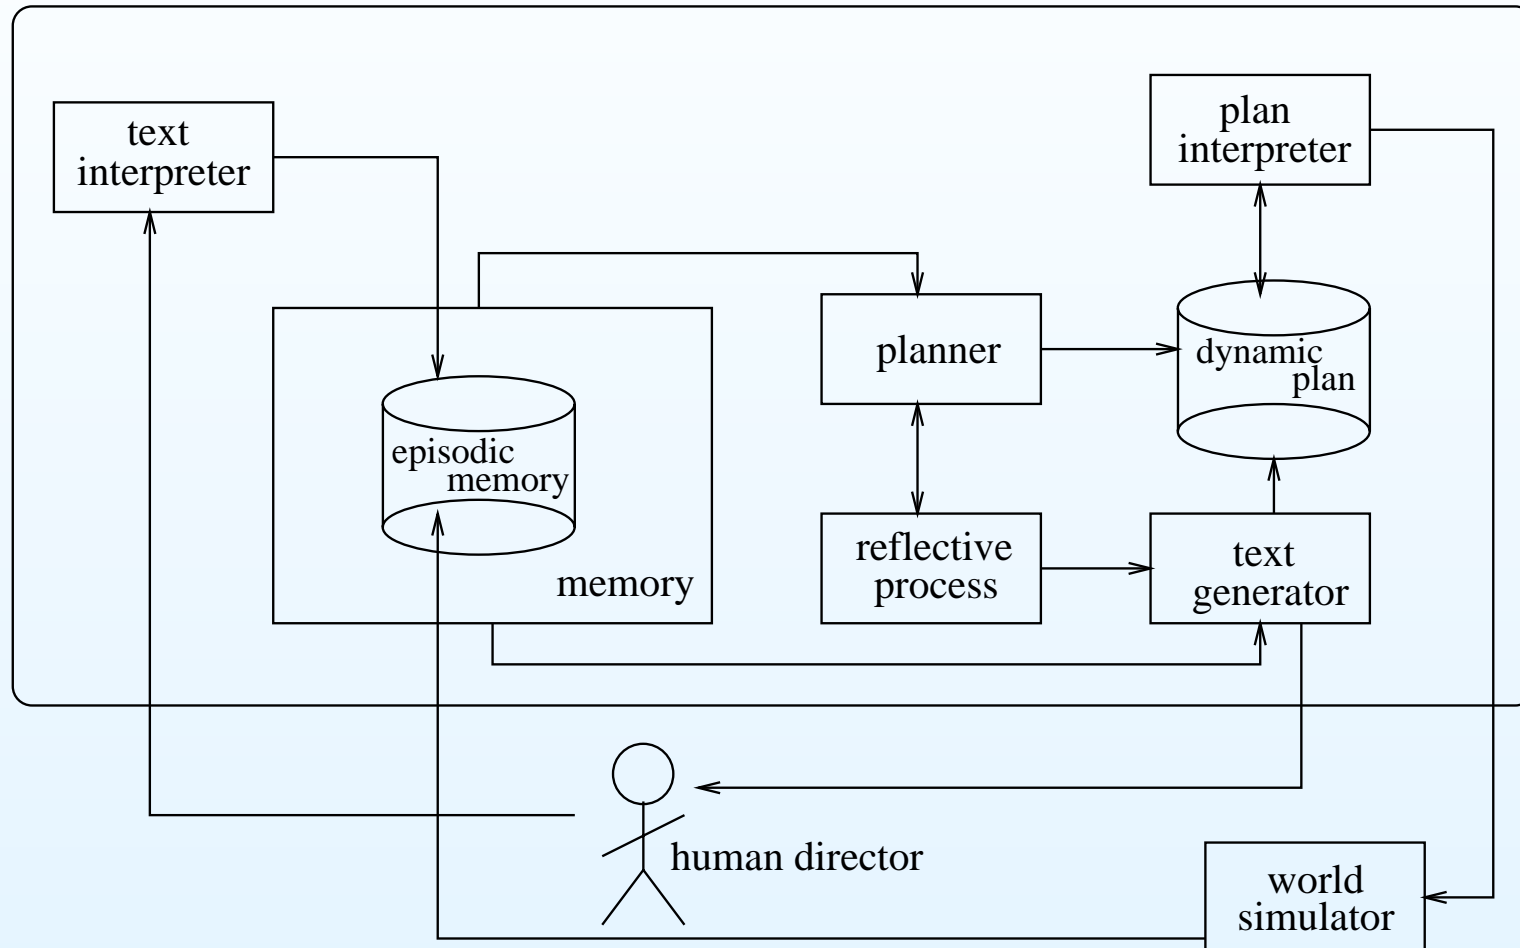 text
interpreter
plan
interpreter
planner
dynamic
plan
episodic
memory
memory
reflective
process
text
generator
human director
world
simulator